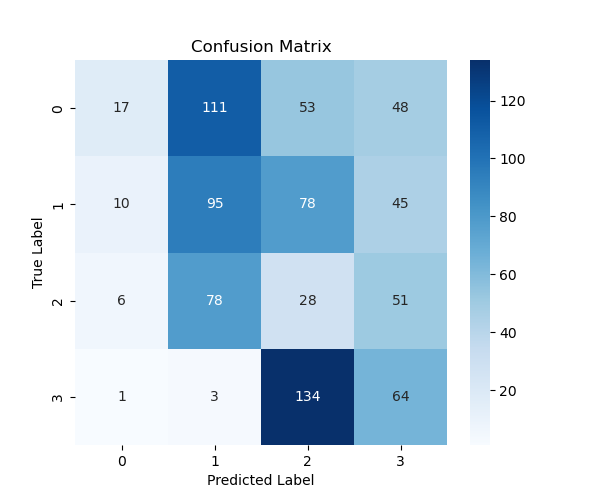 Confusion Matrix
0 17 111 53 48
1 10 95 78 45
2 6 78 28 51
3 1 3 134 64
0 1 2 3
Predicted Label
True Label
120
100
80
60
40
20